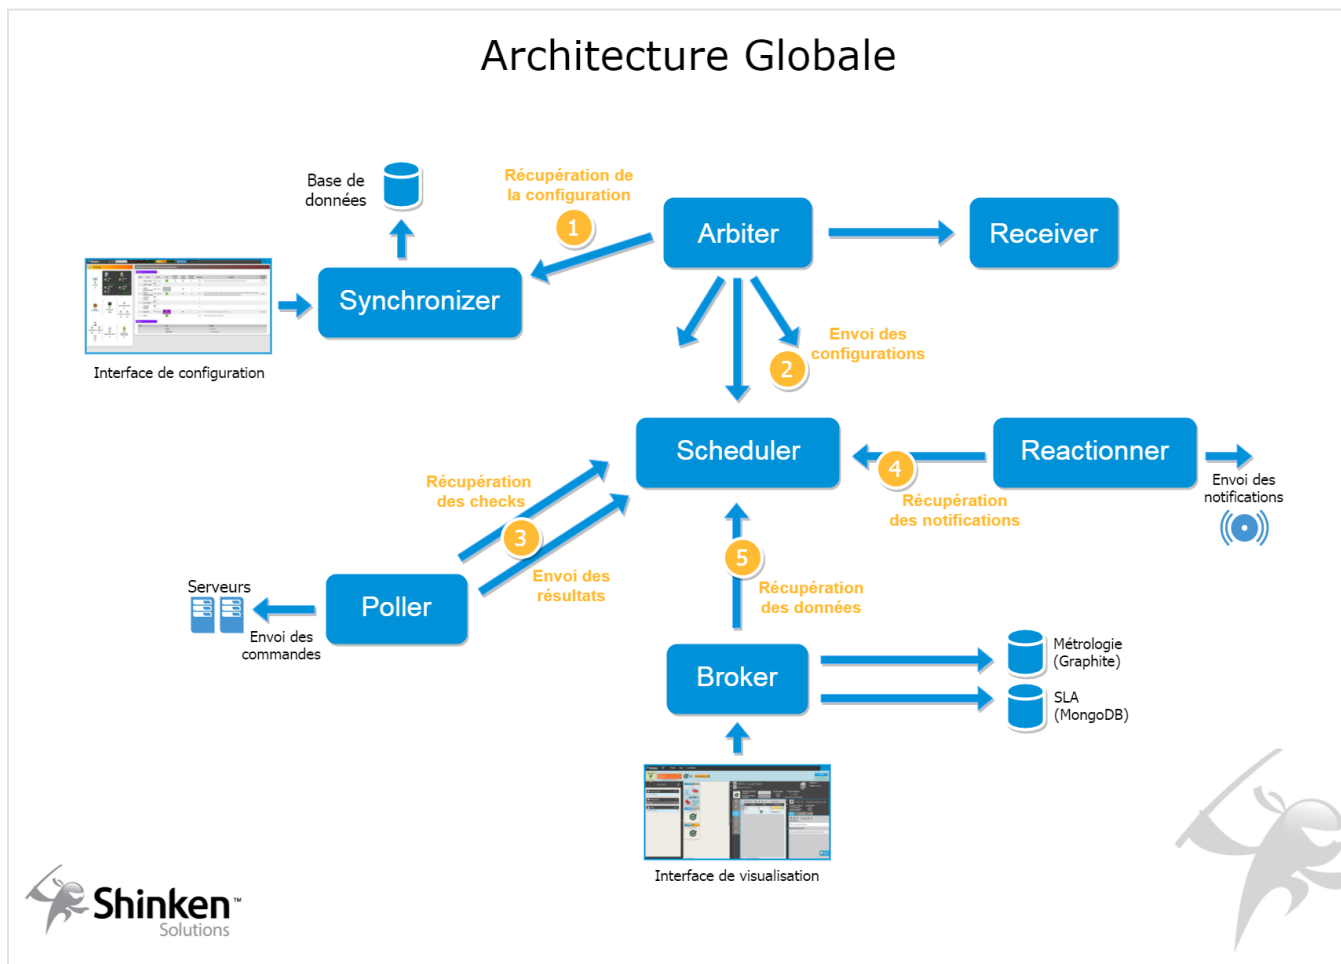 Architecture Globale
Base de
données
Récupération de
la configuration
1
Arbiter
Receiver
Synchronizer
Interface de configuration
Envoi des
configurations
2
Scheduler
Reactionner
4
Récupération
des notifications
Envoi des
notifications
Récupération
des checks
3
Envoi des
résultats
5
Récupération
des données
Serveurs
Envoi des
commandes
Poller
Broker
Métrologie
(Graphite)
SLA
(MongoDB)
Interface de visualisation
Shinken™
Solutions